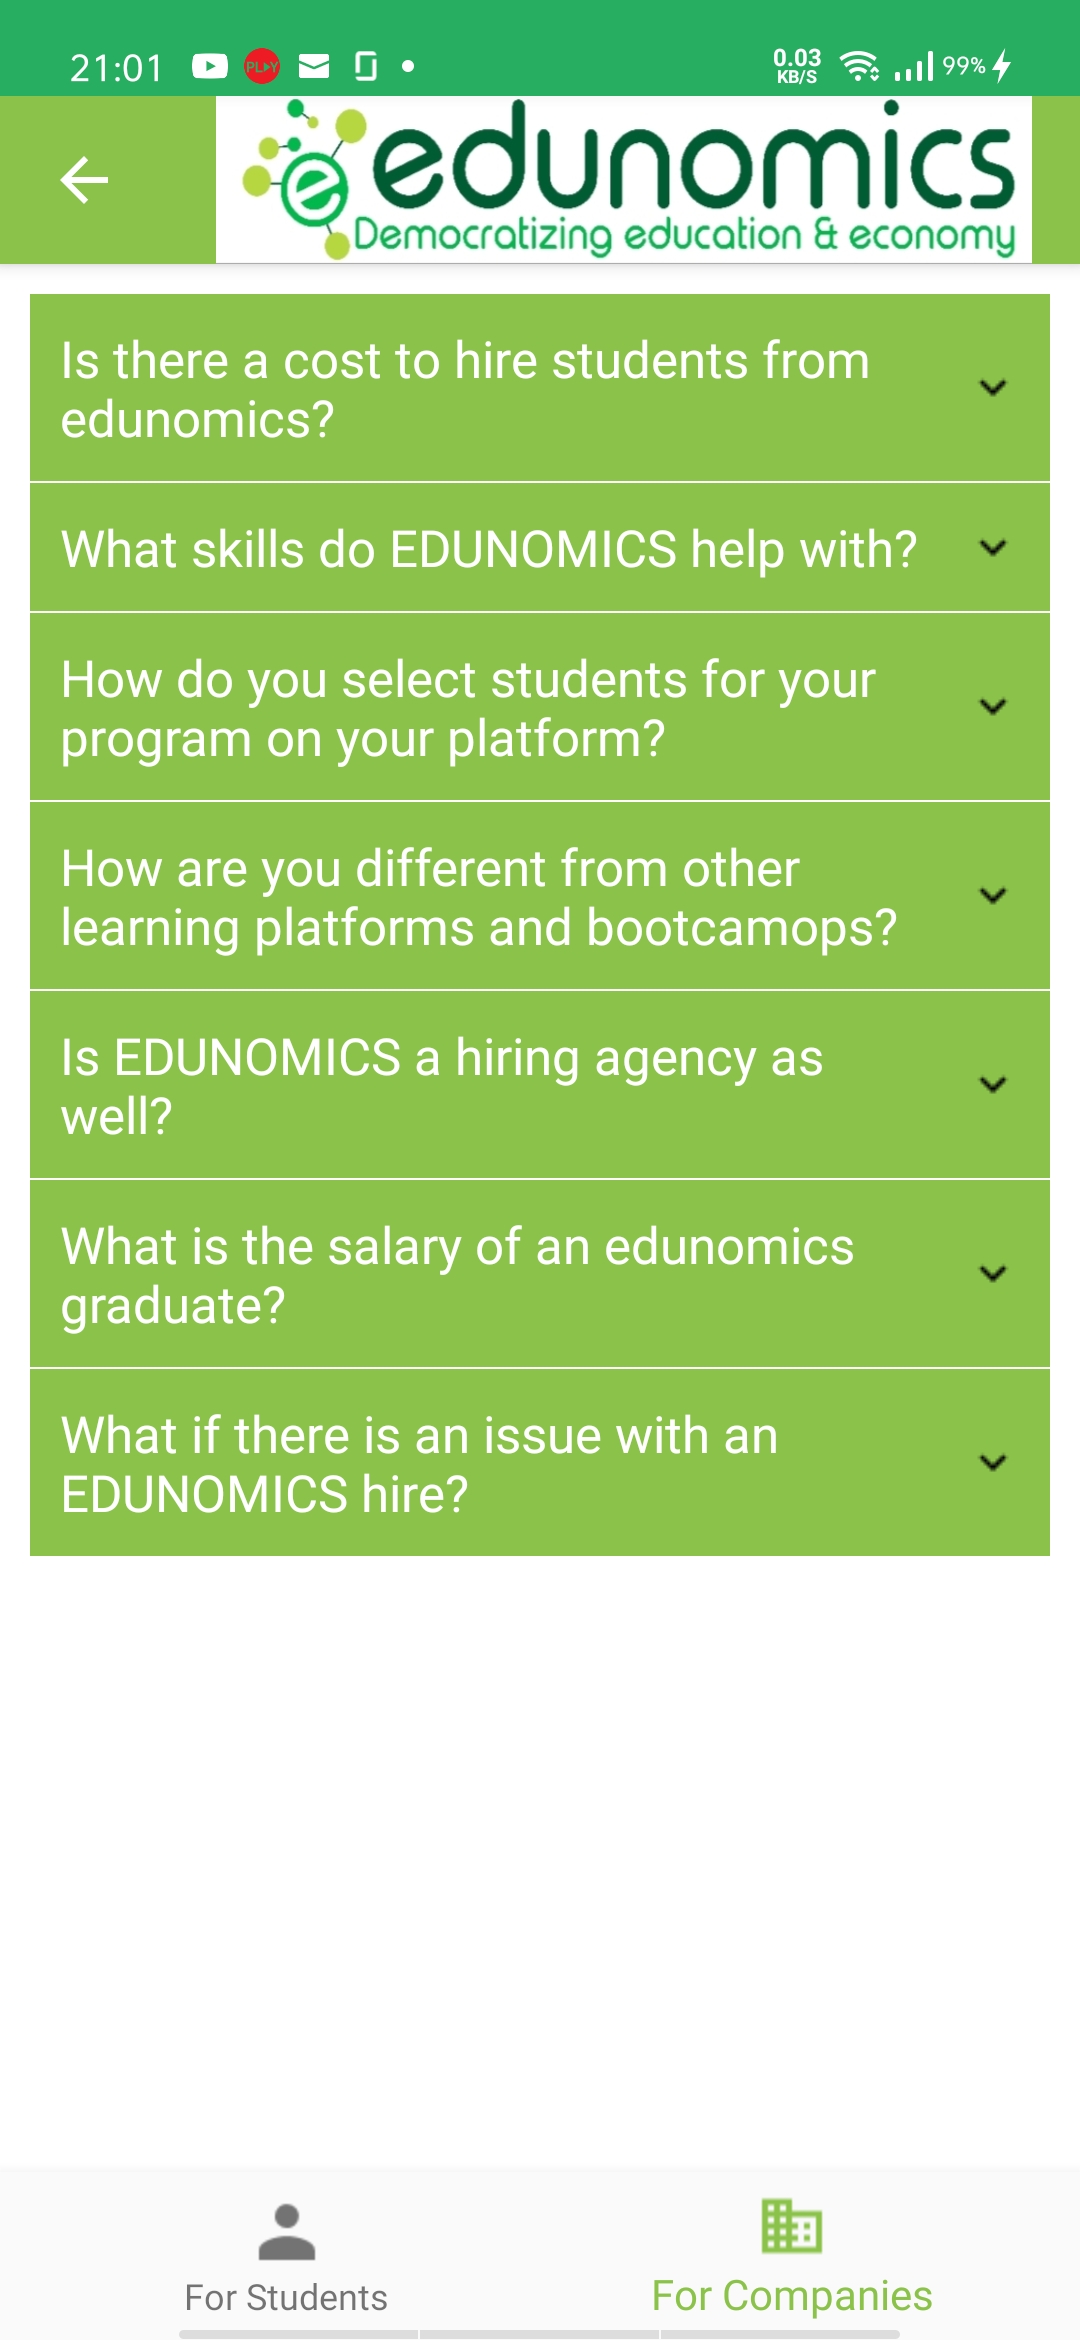 21:01 PLAY 0.03 KB/S 99%
edunomics
Democratizing education & economy
Is there a cost to hire students from
edunomics?
What skills do EDUNOMICS help with?
How do you select students for your
program on your platform?
How are you different from other
learning platforms and bootcamops?
Is EDUNOMICS a hiring agency as
well?
What is the salary of an edunomics
graduate?
What if there is an issue with an
EDUNOMICS hire?
For Students
For Companies